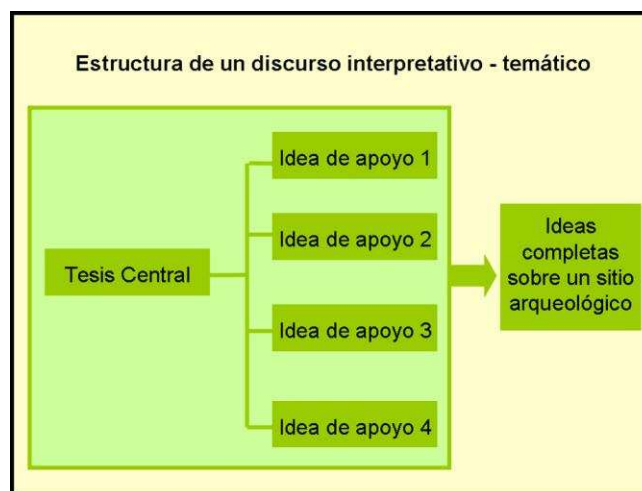 Estructura de un discurso interpretativo - temático
Idea de apoyo 1
Idea de apoyo 2
Tesis Central
Idea de apoyo 3
Idea de apoyo 4
Ideas
completas
sobre un sitio
arqueológico